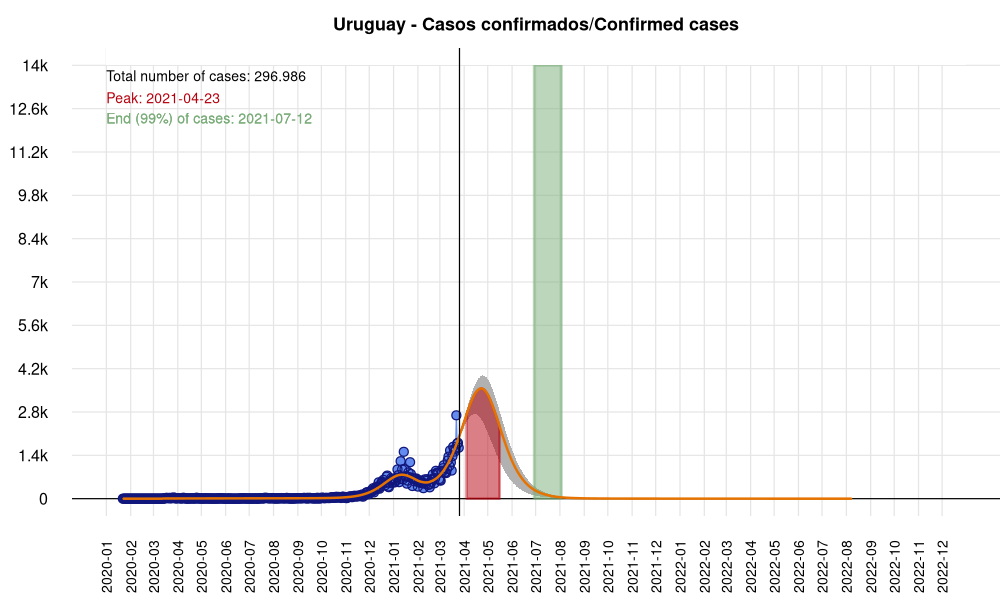 Uruguay - Casos confirmados/Confirmed cases
Total number of cases: 296.986
Peak: 2021-04-23
End (99%) of cases: 2021-07-12
14k
12.6k
11.2k
9.8k
8.4k
7k
5.6k
4.2k
2.8k
1.4k
0
2020-01
2020-02
2020-03
2020-04
2020-05
2020-06
2020-07
2020-08
2020-09
2020-10
2020-11
2020-12
2021-01
2021-02
2021-03
2021-04
2021-05
2021-06
2021-07
2021-08
2021-09
2021-10
2021-11
2021-12
2022-01
2022-02
2022-03
2022-04
2022-05
2022-06
2022-07
2022-08
2022-09
2022-10
2022-11
2022-12